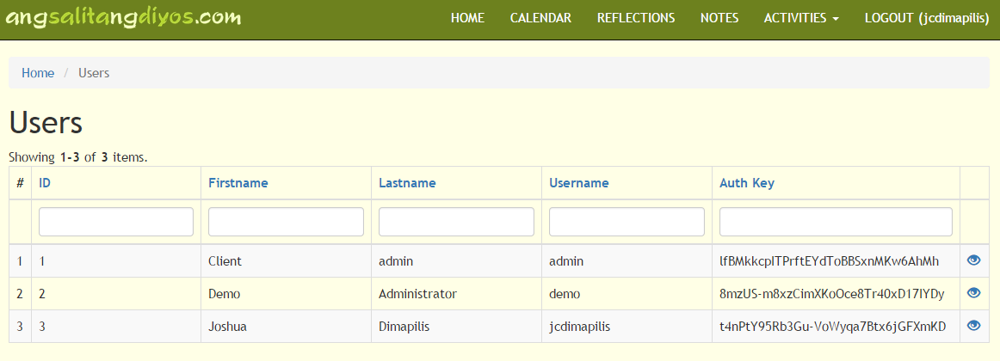 angsalitangdiyos.com HOME CALENDAR REFLECTIONS NOTES ACTIVITIES LOGOUT (jcdimapilis)
Home / Users
Users
Showing 1-3 of 3 items.
# ID Firstname Lastname Username Auth Key
1 1 Client admin admin lfBMkkcpITPrftEYdToBBSxnMKw6AhMh
2 2 Demo Administrator demo 8mzUS-m8xzCimXKoOce8Tr40xD17IYDy
3 3 Joshua Dimapilis jcdimapilis t4nPtY95Rb3Gu-VoWyqa7Btx6jGFXmKD